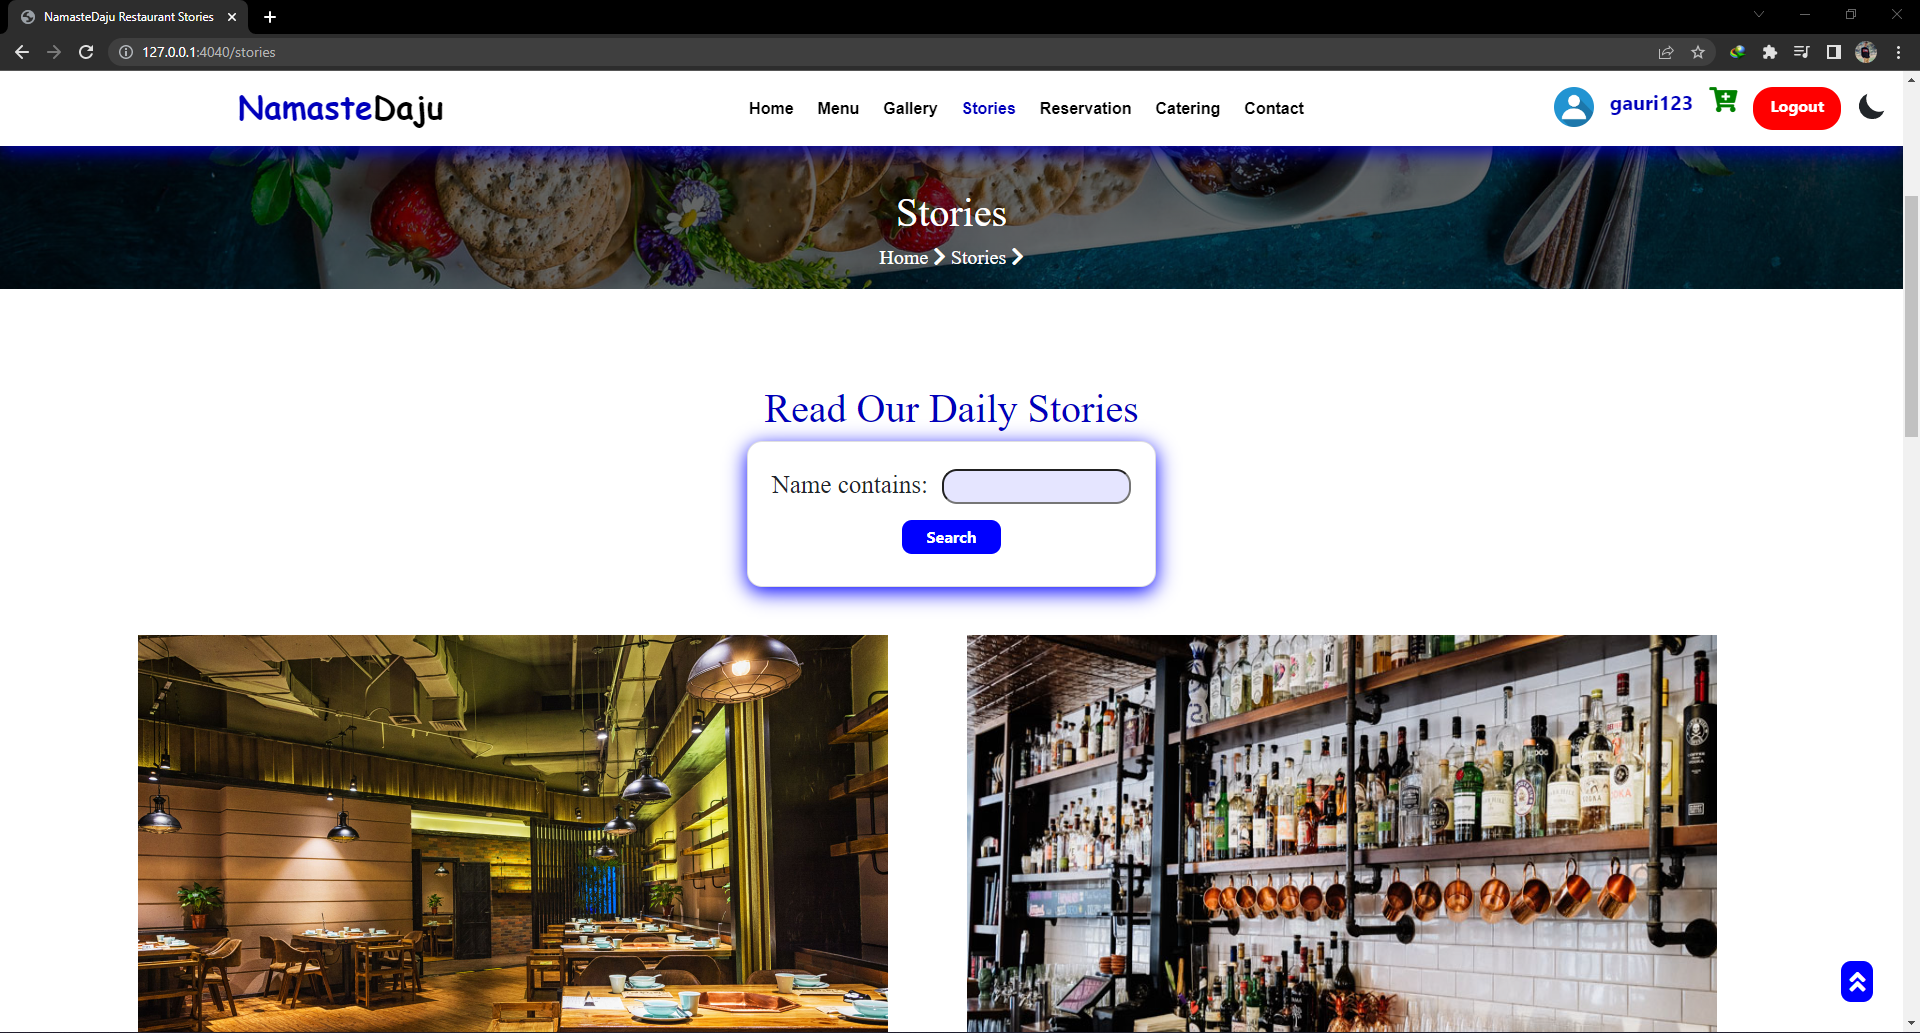 NamasteDaju Restaurant Stories
127.0.0.1:4040/stories
NamasteDaju
Home Menu Gallery Stories Reservation Catering Contact
gauri123
Logout
Stories
Home Stories
Read Our Daily Stories
Name contains:
Search